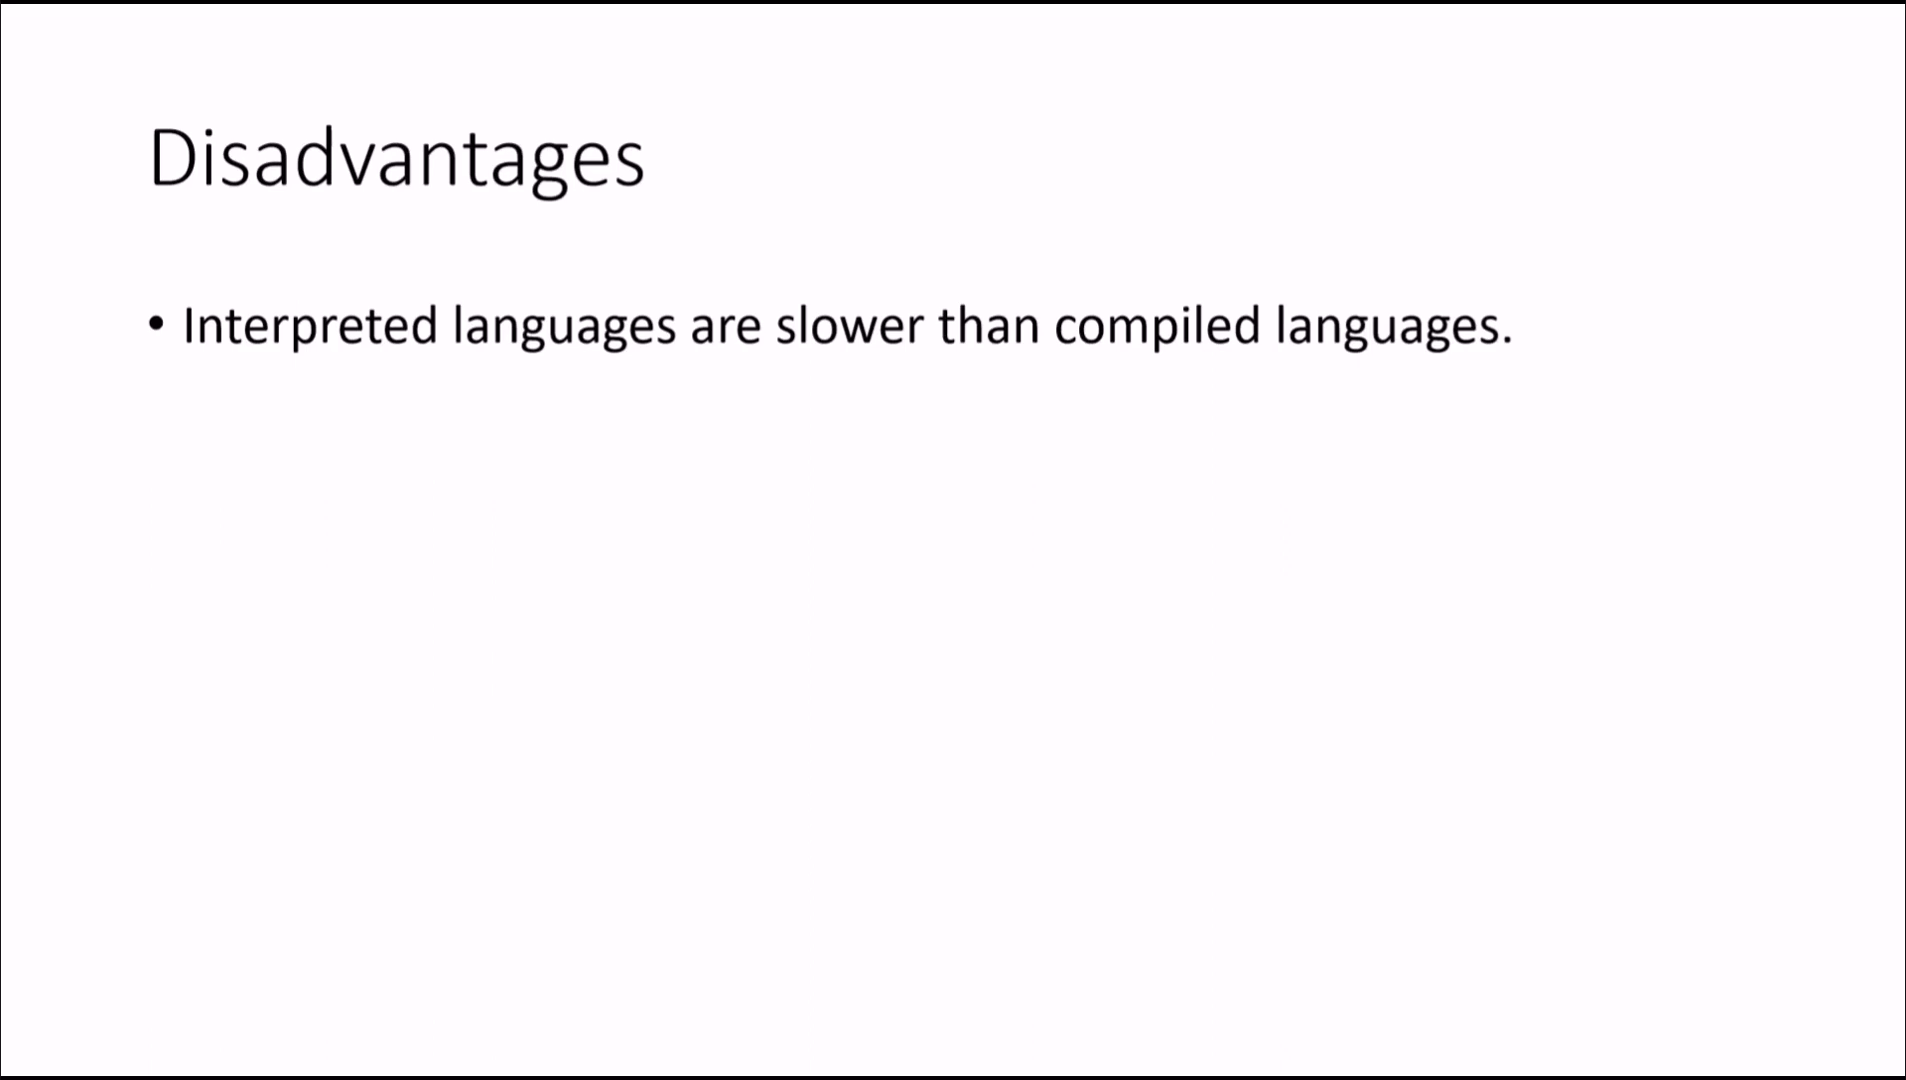 Disadvantages
• Interpreted languages are slower than compiled languages.